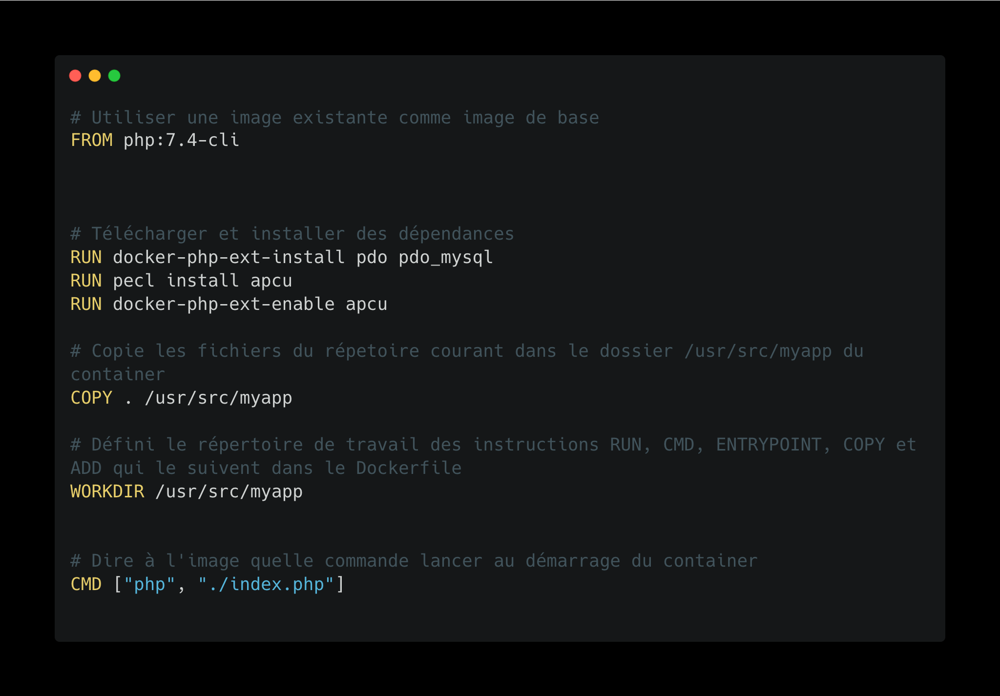 # Utiliser une image existante comme image de base
FROM php:7.4-cli
# Télécharger et installer des dépendances
RUN docker-php-ext-install pdo pdo_mysql
RUN pecl install apcu
RUN docker-php-ext-enable apcu
# Copie les fichiers du répetoire courant dans le dossier /usr/src/myapp du
container
COPY . /usr/src/myapp
# Défini le répertoire de travail des instructions RUN, CMD, ENTRYPOINT, COPY et
ADD qui le suivent dans le Dockerfile
WORKDIR /usr/src/myapp
# Dire à l'image quelle commande lancer au démarrage du container
CMD ["php", "./index.php"]